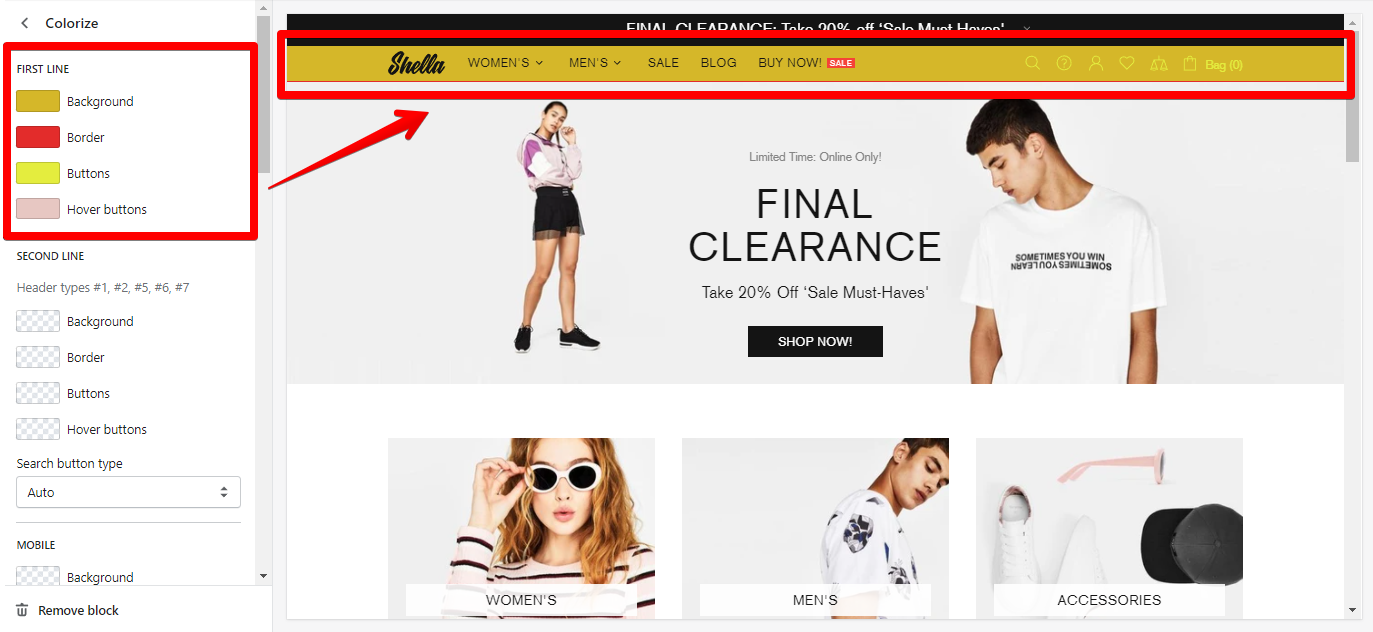 Colorize
FIRST LINE
Background
Border
Buttons
Hover buttons
SECOND LINE
Header types #1, #2, #5, #6, #7
Background
Border
Buttons
Hover buttons
Search button type
Auto
MOBILE
Background
Remove block
FINAL CLEARANCE: Take 20% off ‘Sale Must-Haves'
Shella WOMEN'S MEN'S SALE BLOG BUY NOW! SALE Bag (0)
Limited Time: Online Only!
FINAL
CLEARANCE
Take 20% Off ‘Sale Must-Haves'
SHOP NOW!
SOMETIMES YOU WIN
SOMETIMES YOU LEARN
WOMEN'S
MEN'S
ACCESSORIES